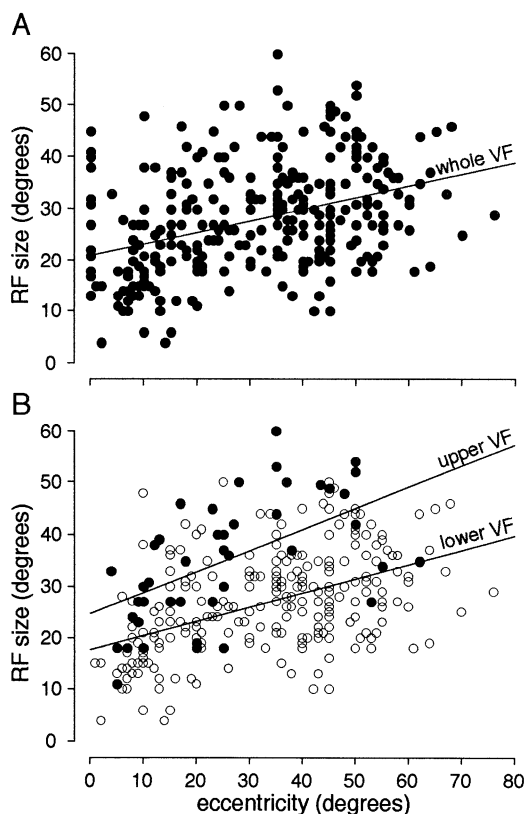 A
60
50
40
30
20
10
0
RF size (degrees)
whole VF
B
60
50
40
30
20
10
0
RF size (degrees)
upper VF
lower VF
0 10 20 30 40 50 60 70 80
eccentricity (degrees)